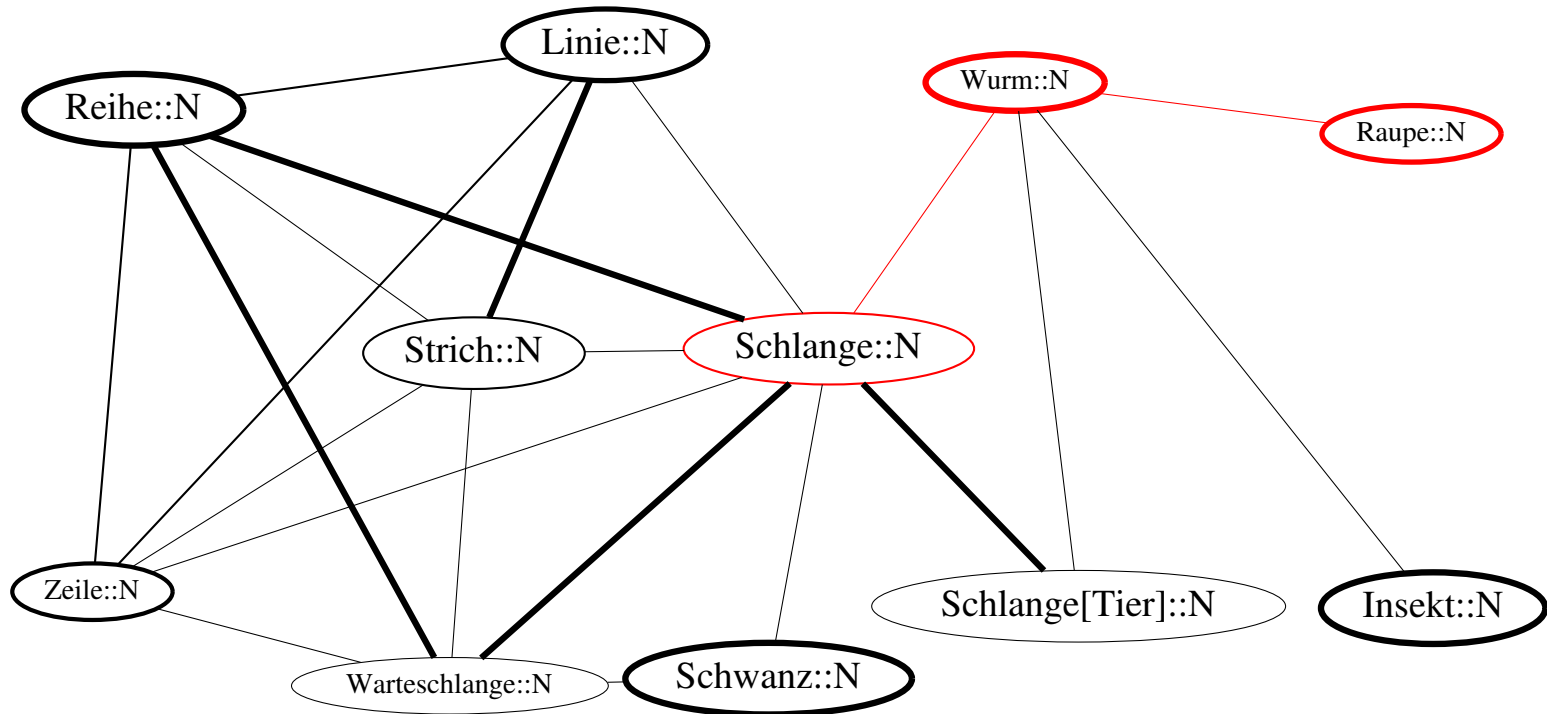 Linie::N
Wurm::N
Reihe::N
Raupe::N
Strich::N
Schlange::N
Zeile::N
Schlange[Tier]::N
Insekt::N
Warteschlange::N
Schwanz::N